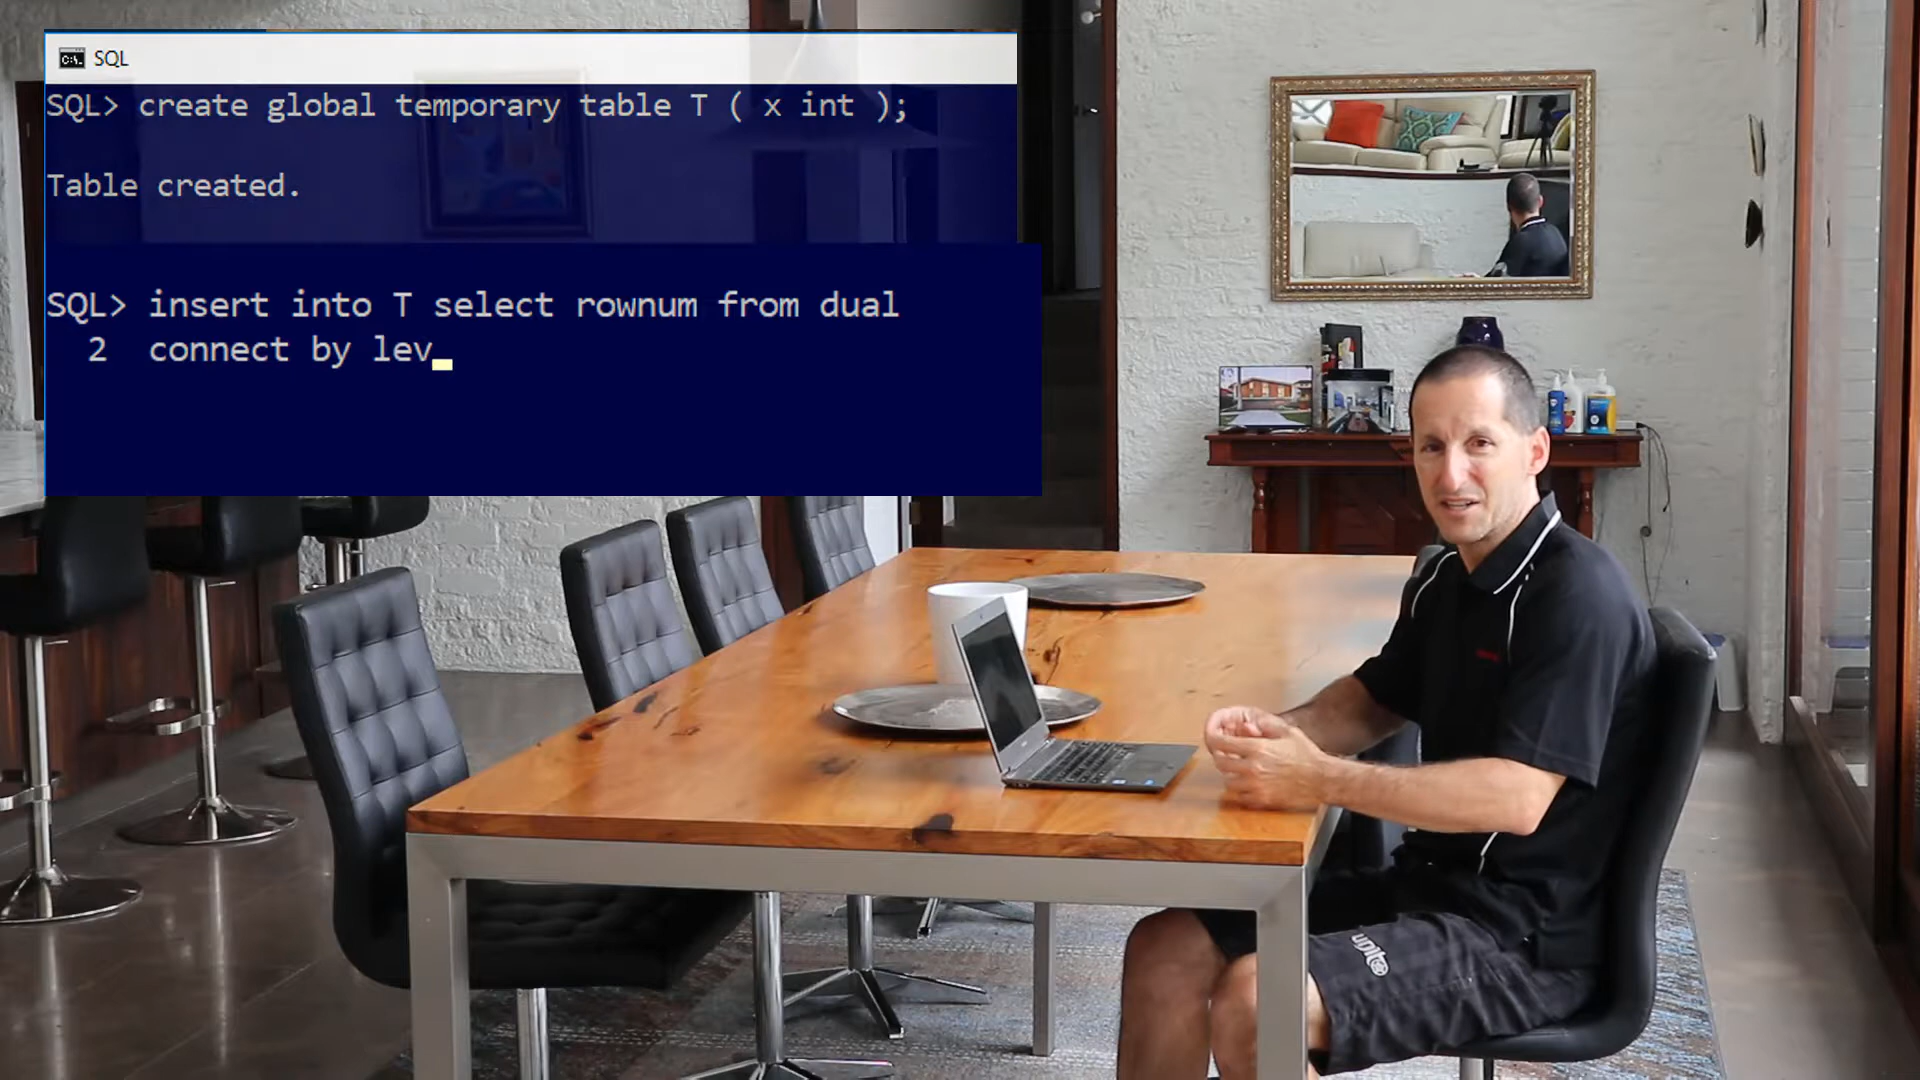 SQL
SQL> create global temporary table T ( x int );
Table created.
SQL> insert into T select rownum from dual
2 connect by lev
unit